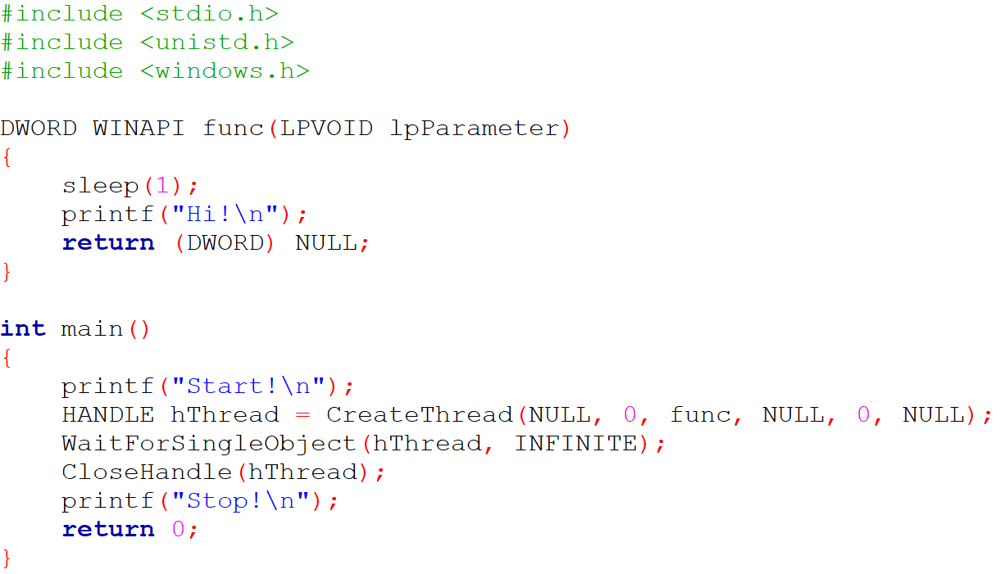 #include <stdio.h>
#include <unistd.h>
#include <windows.h>

DWORD WINAPI func(LPVOID lpParameter)
{
    sleep(1);
    printf("Hi!\n");
    return (DWORD) NULL;
}

int main()
{
    printf("Start!\n");
    HANDLE hThread = CreateThread(NULL, 0, func, NULL, 0, NULL);
    WaitForSingleObject(hThread, INFINITE);
    CloseHandle(hThread);
    printf("Stop!\n");
    return 0;
}